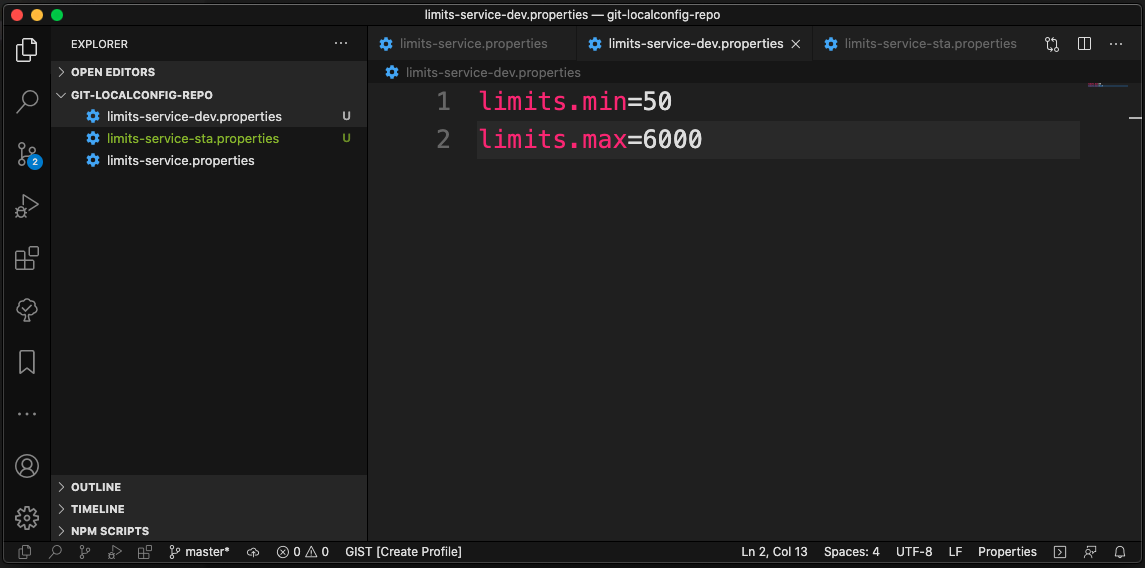 limits-service-dev.properties — git-localconfig-repo
EXPLORER
OPEN EDITORS
GIT-LOCALCONFIG-REPO
limits-service-dev.properties U
limits-service-sta.properties U
limits-service.properties
2
OUTLINE
TIMELINE
NPM SCRIPTS
limits-service.properties limits-service-dev.properties limits-service-sta.properties
limits-service-dev.properties
1 limits.min=50
2 limits.max=6000
master* 0 0 GIST [Create Profile] Ln 2, Col 13 Spaces: 4 UTF-8 LF Properties